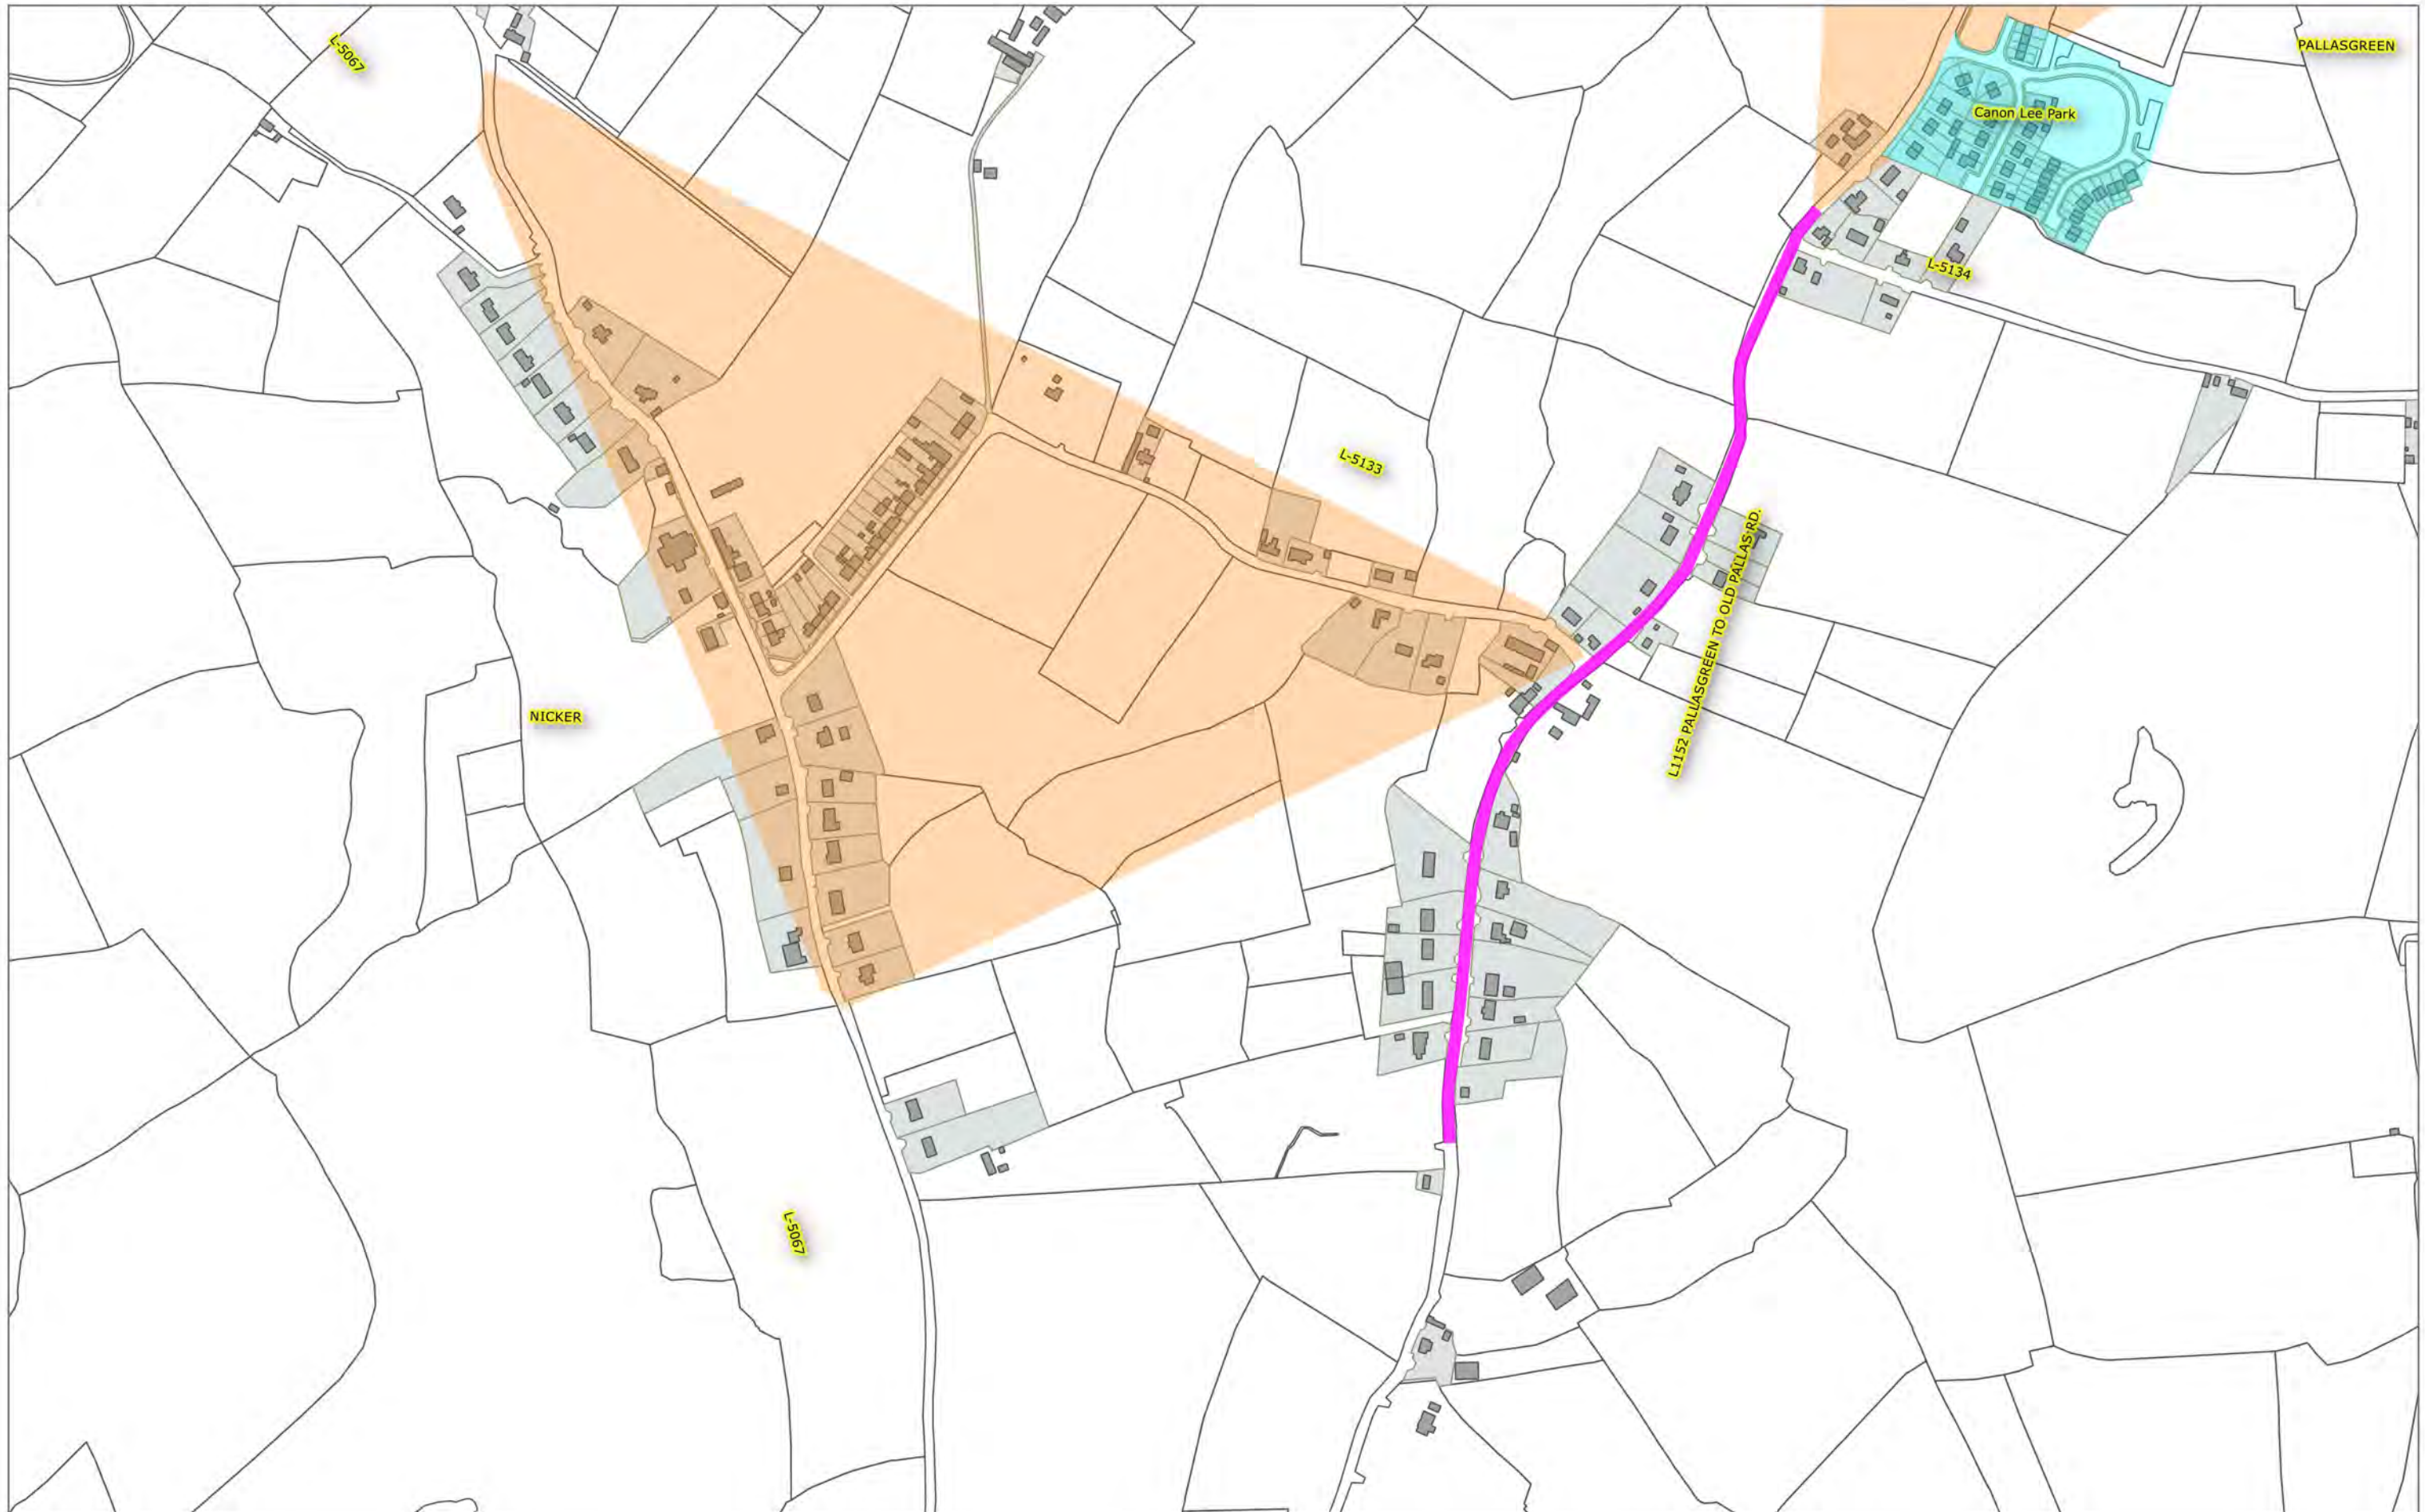 L-5067
PALLASGREEN
Canon Lee Park
L-5134
L-5133
L1152 PALLASGREEN TO OLD PALLAS RD.
NICKER
L-5067